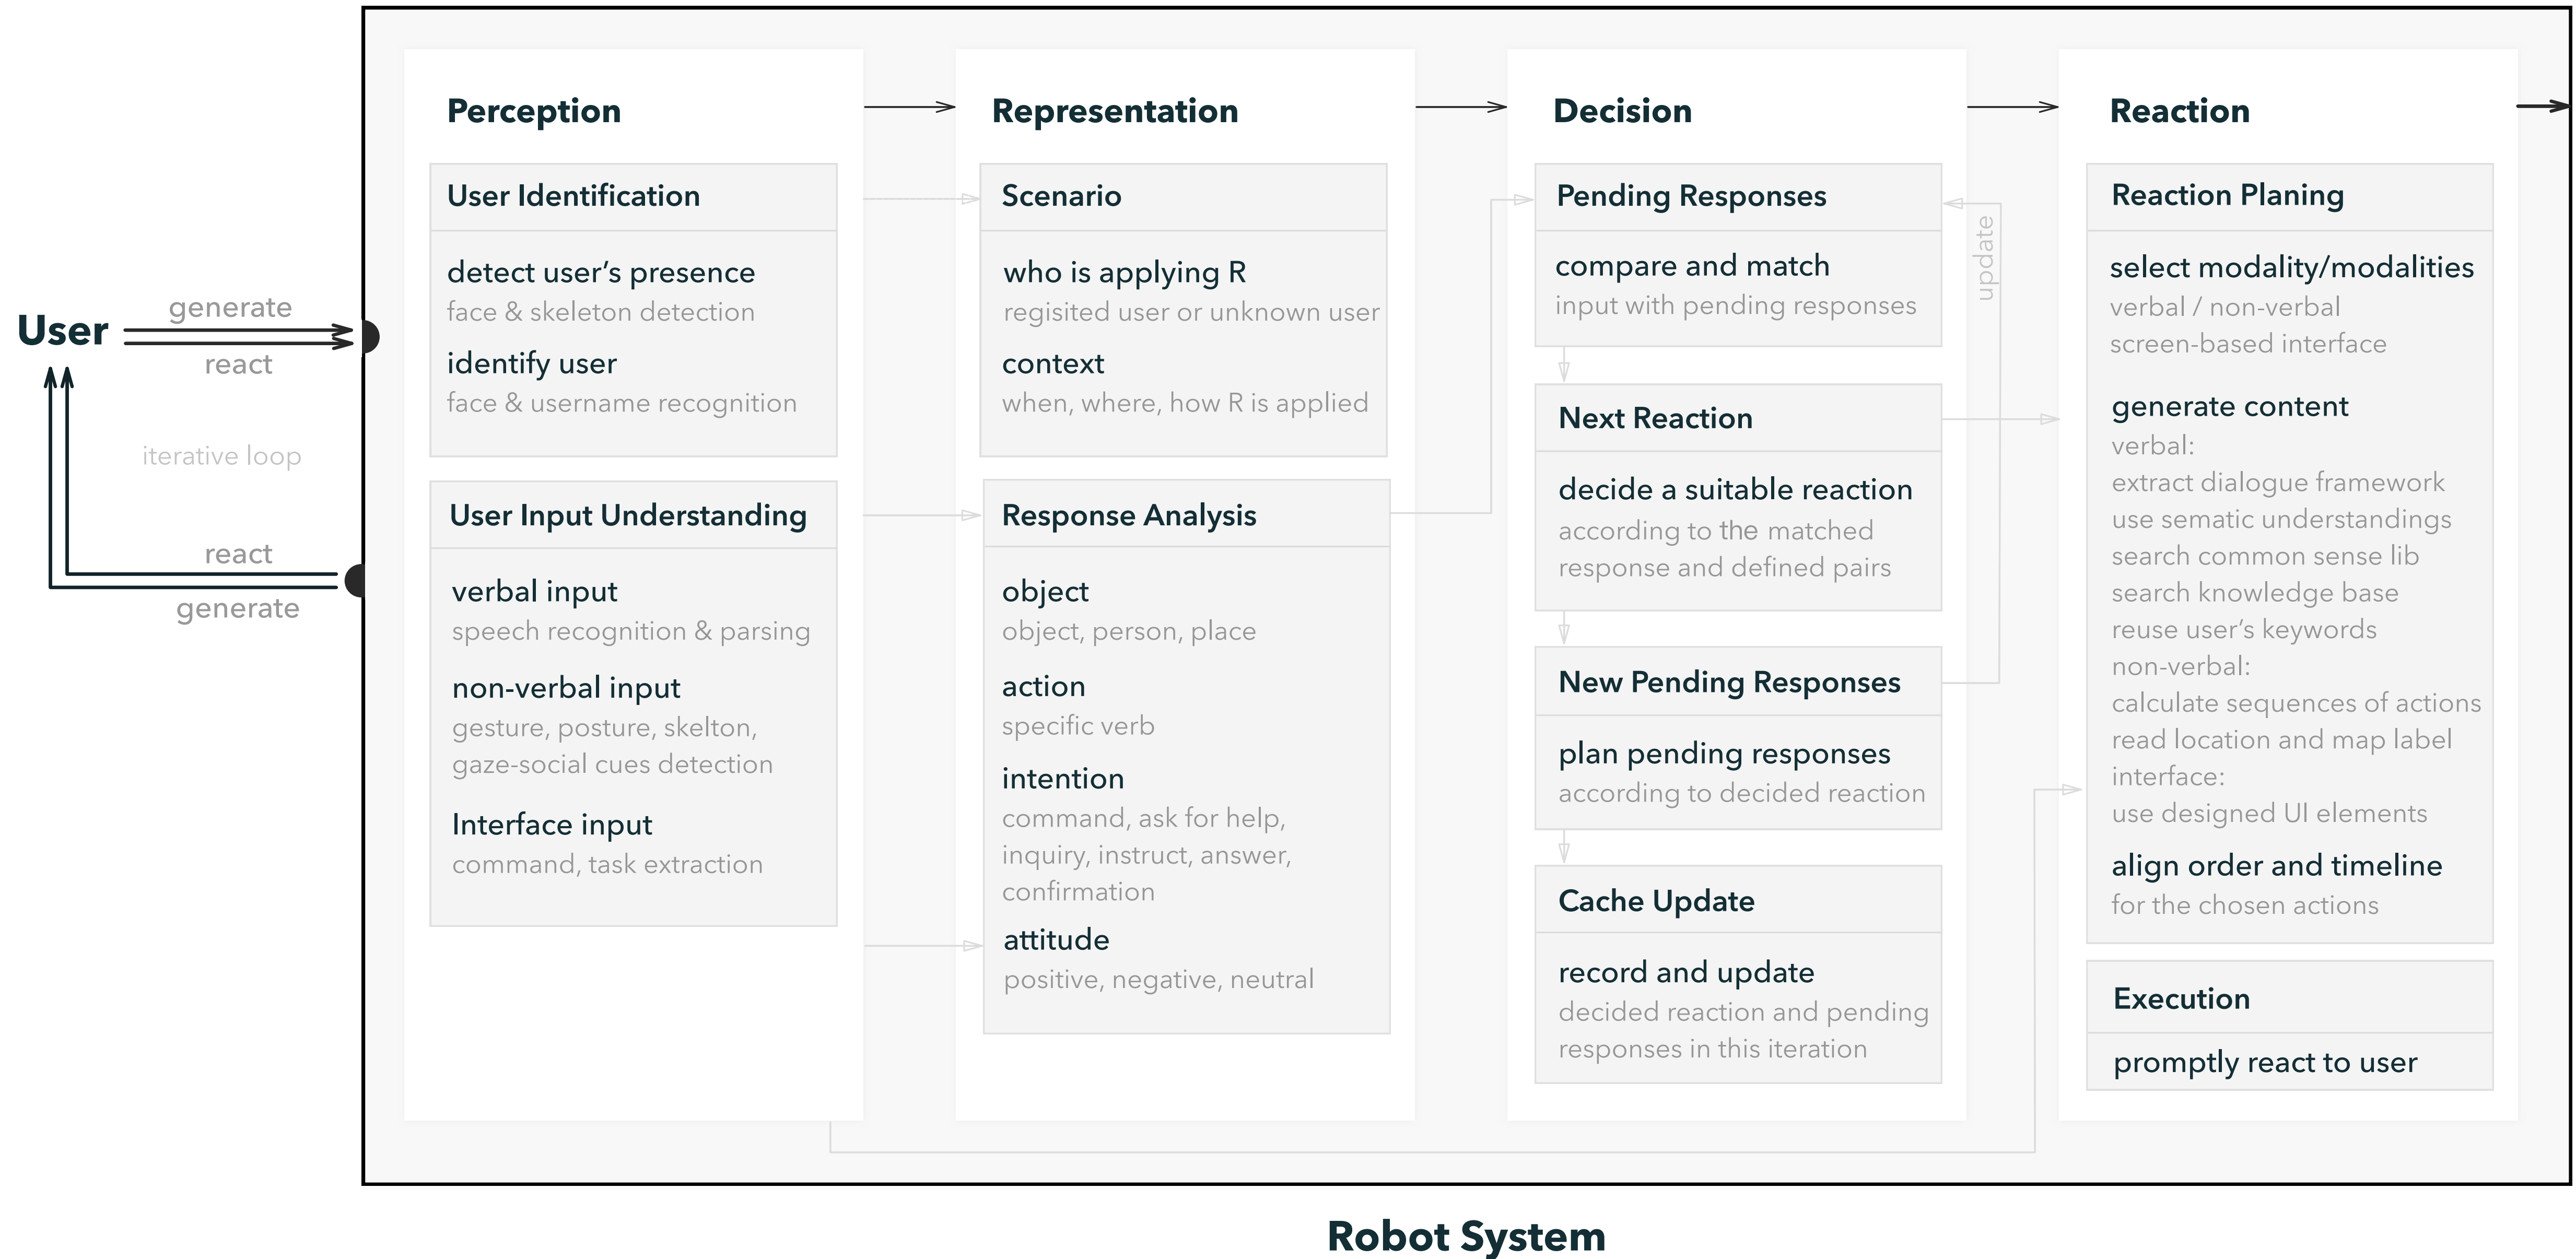 User
generate
react
iterative loop
react
generate
Perception
User Identification
detect user’s presence
face & skeleton detection
identify user
face & username recognition
User Input Understanding
verbal input
speech recognition & parsing
non-verbal input
gesture, posture, skelton,
gaze-social cues detection
Interface input
command, task extraction
Representation
Scenario
who is applying R
regisited user or unknown user
context
when, where, how R is applied
Response Analysis
object
object, person, place
action
specific verb
intention
command, ask for help,
inquiry, instruct, answer,
confirmation
attitude
positive, negative, neutral
Decision
Pending Responses
compare and match
input with pending responses
update
Next Reaction
decide a suitable reaction
according to the matched
response and defined pairs
New Pending Responses
plan pending responses
according to decided reaction
Cache Update
record and update
decided reaction and pending
responses in this iteration
Reaction
Reaction Planing
select modality/modalities
verbal / non-verbal
screen-based interface
generate content
verbal:
extract dialogue framework
use sematic understandings
search common sense lib
search knowledge base
reuse user’s keywords
non-verbal:
calculate sequences of actions
read location and map label
interface:
use designed UI elements
align order and timeline
for the chosen actions
Execution
promptly react to user
Robot System